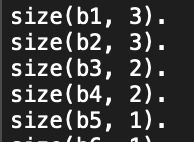 size(b1, 3).
size(b2, 3).
size(b3, 2).
size(b4, 2).
size(b5, 1).